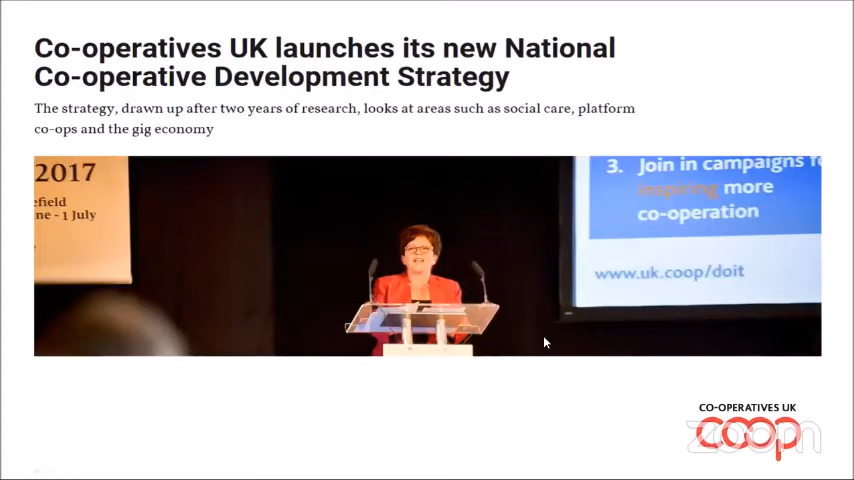 Co-operatives UK launches its new National
Co-operative Development Strategy
The strategy, drawn up after two years of research, looks at areas such as social care, platform
co-ops and the gig economy
2017
efield
ne - 1 July
3. Join in campaigns fo
inspiring more
co-operation
www.uk.coop/doit
CO-OPERATIVES UK
coop
zoom